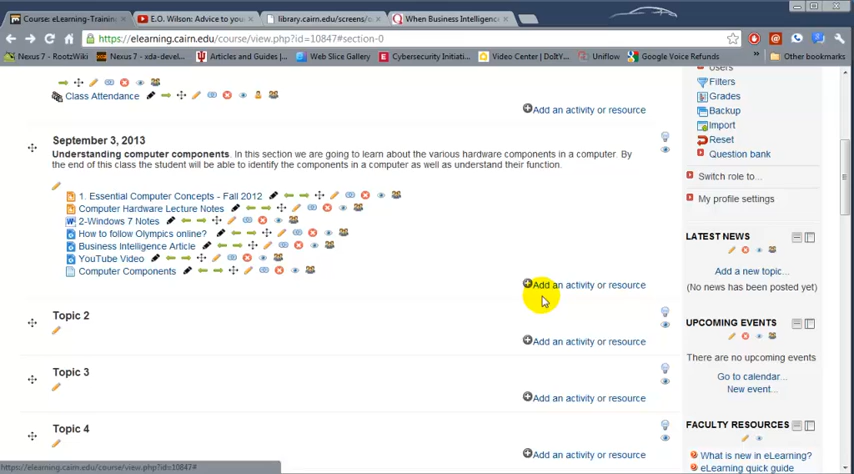 Course: eLearning-Training
E.O. Wilson: Advice to you
library.cairn.edu/screens/o
When Business Intelligence
https://elearning.cairn.edu/course/view.php?id=10847#section-0
Nexus 7 - RootzWiki
Nexus 7 - xda-devel...
Articles and Guides |...
Web Slice Gallery
Cybersecurity Initiati...
Video Center | DoITy...
Uniflow
Google Voice Refunds
»
Other bookmarks
Class Attendance
Add an activity or resource
September 3, 2013
Understanding computer components. In this section we are going to learn about the various hardware components in a computer. By
the end of this class the student will be able to identify the components in a computer as well as understand their function.
1. Essential Computer Concepts - Fall 2012
Computer Hardware Lecture Notes
2-Windows 7 Notes
How to follow Olympics online?
Business Intelligence Article
YouTube Video
Computer Components
Add an activity or resource
Topic 2
Add an activity or resource
Topic 3
Add an activity or resource
Topic 4
Add an activity or resource
Users
Filters
Grades
Backup
Import
Reset
Question bank
Switch role to...
My profile settings
LATEST NEWS
Add a new topic...
(No news has been posted yet)
UPCOMING EVENTS
There are no upcoming events
Go to calendar...
New event...
FACULTY RESOURCES
What is new in eLearning?
eLearning quick guide
https://elearning.cairn.edu/course/view.php?id=10847#